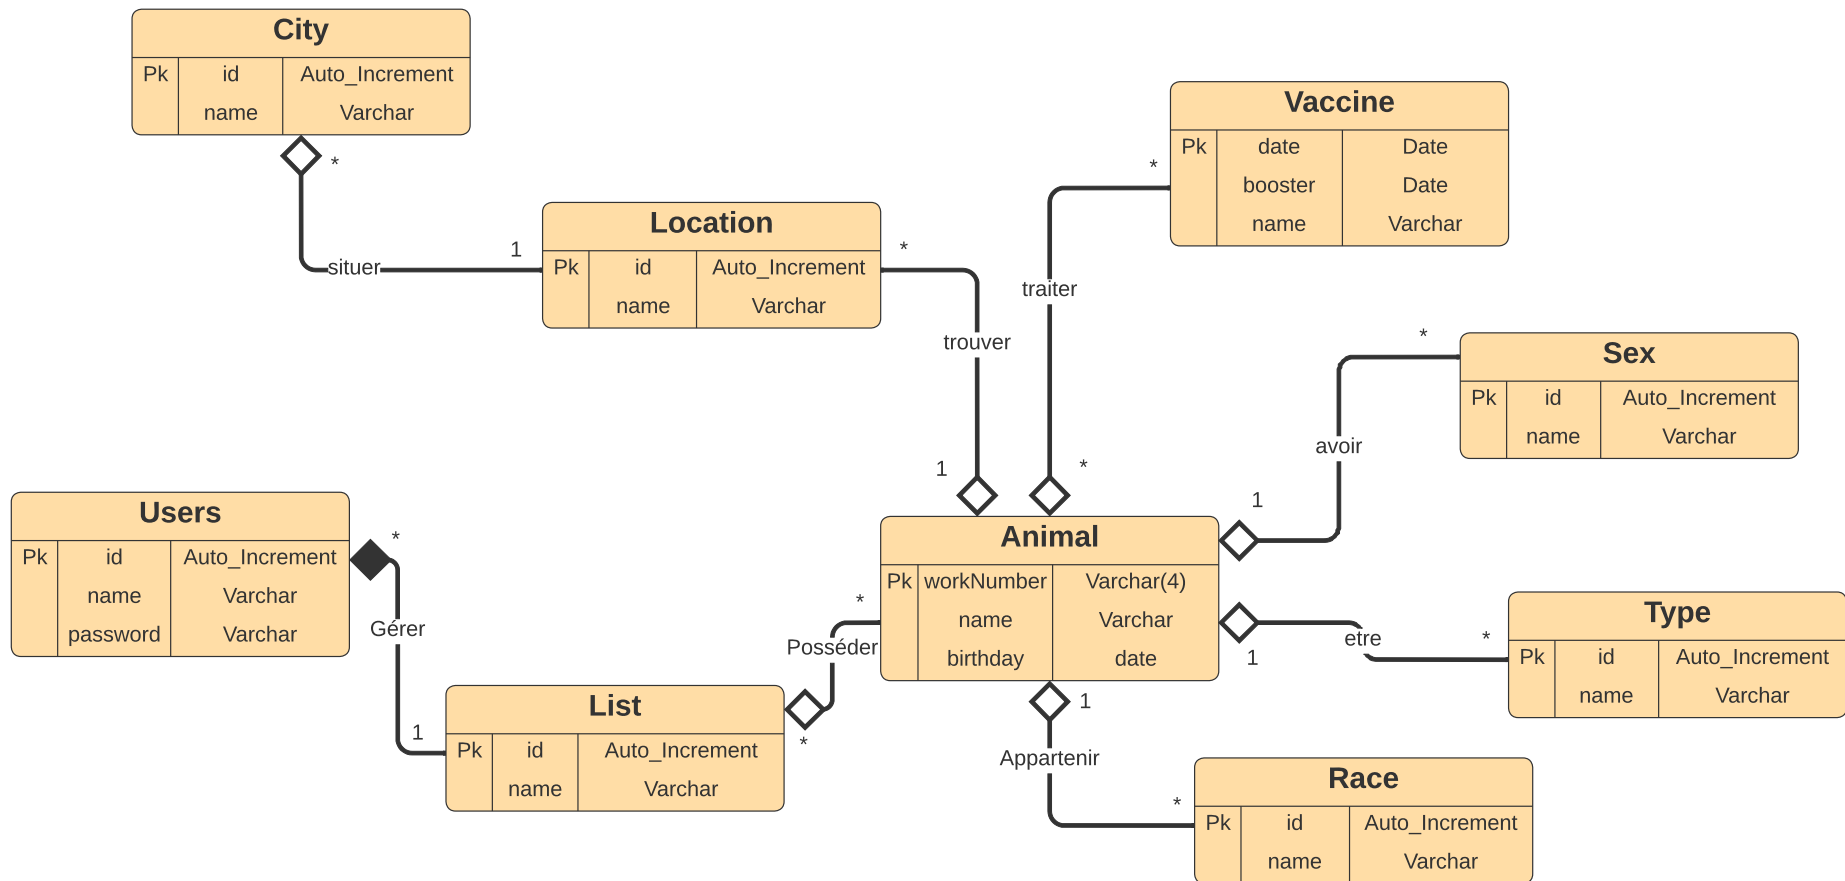 City
Pk id Auto_Increment
name Varchar
*
situer
1
Location
Pk id Auto_Increment
name Varchar
*
trouver
1
Vaccine
Pk date Date
booster Date
name Varchar
*
traiter
*
Sex
Pk id Auto_Increment
name Varchar
*
avoir
1
Users
Pk id Auto_Increment
name Varchar
password Varchar
*
Gérer
1
List
Pk id Auto_Increment
name Varchar
*
Posséder
*
Animal
Pk workNumber Varchar(4)
name Varchar
birthday date
1
etre
*
Type
Pk id Auto_Increment
name Varchar
1
Appartenir
*
Race
Pk id Auto_Increment
name Varchar